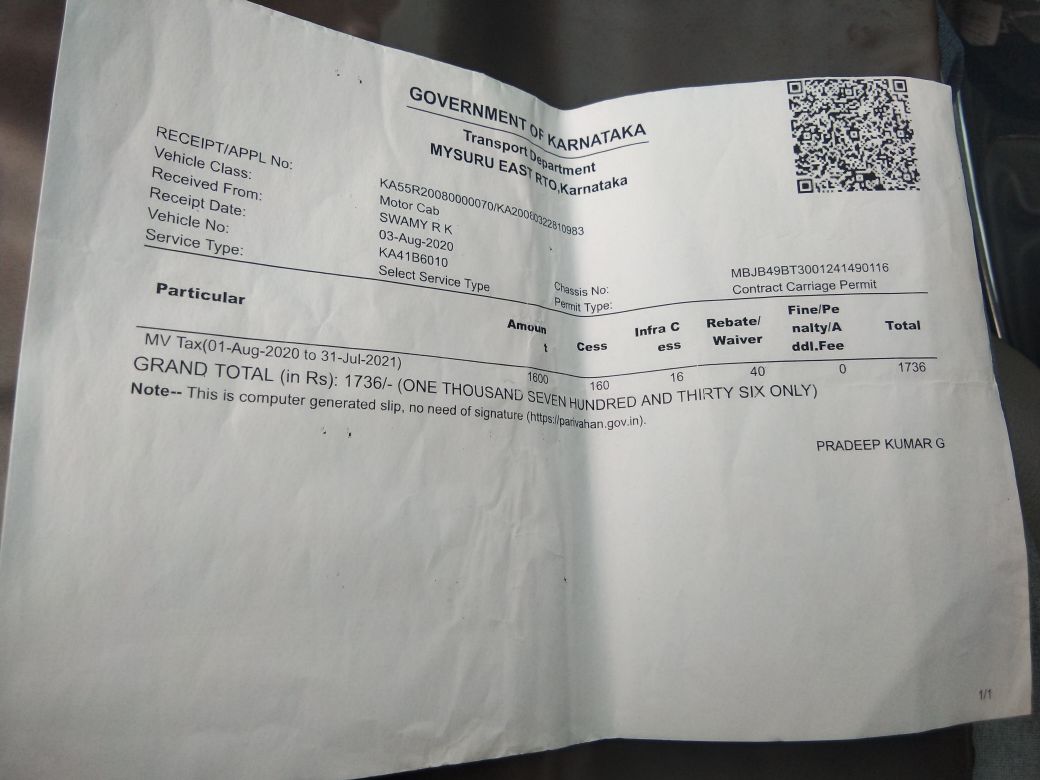 GOVERNMENT OF KARNATAKA
Transport Department
MYSURU EAST RTO,Karnataka
RECEIPT/APPL No: KA55R20080000070/KA20080322810983
Vehicle Class: Motor Cab
Received From: SWAMY R K
Receipt Date: 03-Aug-2020
Vehicle No: KA41B6010 Chassis No: MBJB49BT3001241490116
Service Type: Select Service Type Permit Type: Contract Carriage Permit
Particular Amoun t Cess Infra C ess Rebate/ Waiver Fine/Pe nalty/A ddl.Fee Total
MV Tax(01-Aug-2020 to 31-Jul-2021) 1600 160 16 40 0 1736
GRAND TOTAL (in Rs): 1736/- (ONE THOUSAND SEVEN HUNDRED AND THIRTY SIX ONLY)
Note-- This is computer generated slip, no need of signature (https://parivahan.gov.in).
PRADEEP KUMAR G
1/1